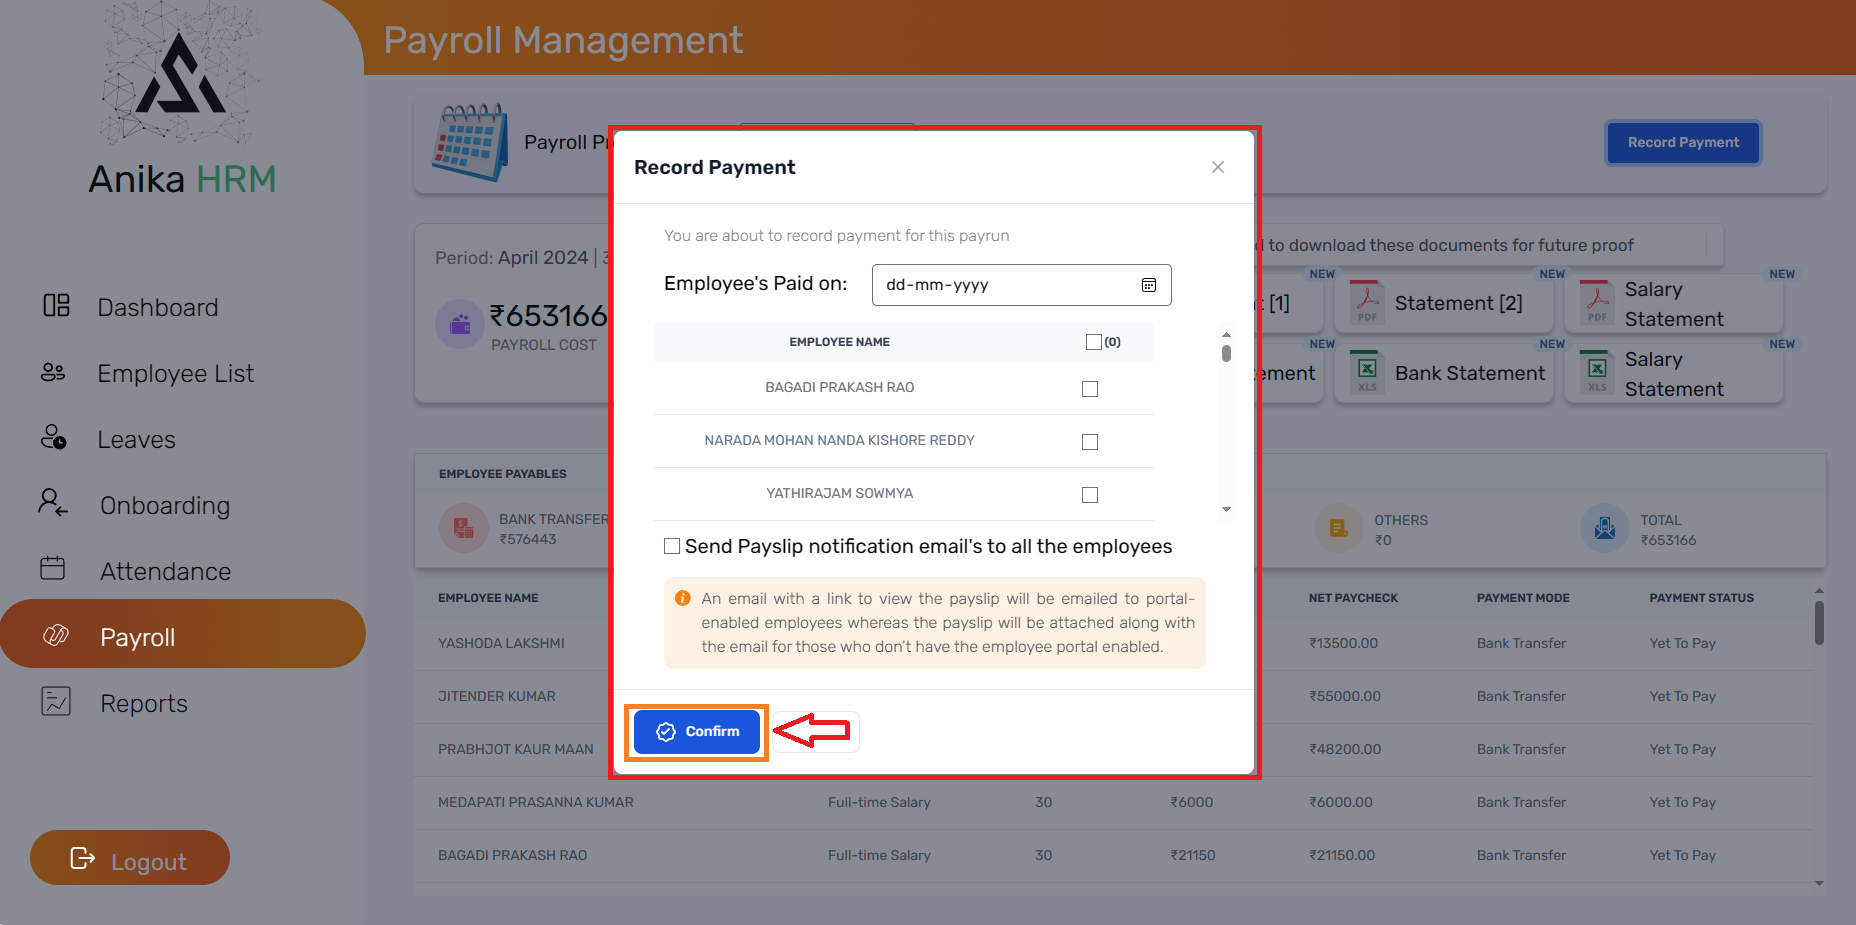 Payroll Management
Anika HRM
Dashboard
Employee List
Leaves
Onboarding
Attendance
Payroll
Reports
Logout
Payroll
Record Payment
Period: April 2024 |
₹653166
PAYROLL COST
to download these documents for future proof
NEW
NEW
NEW
[1]
PDF
Statement [2]
PDF
Salary
Statement
NEW
NEW
NEW
XLS
Bank Statement
XLS
Salary
Statement
EMPLOYEE PAYABLES
BANK TRANSFER
₹576443
OTHERS
₹0
TOTAL
₹653166
EMPLOYEE NAME
NET PAYCHECK
PAYMENT MODE
PAYMENT STATUS
YASHODA LAKSHMI
₹13500.00
Bank Transfer
Yet To Pay
JITENDER KUMAR
₹55000.00
Bank Transfer
Yet To Pay
PRABHJOT KAUR MAAN
₹48200.00
Bank Transfer
Yet To Pay
MEDAPATI PRASANNA KUMAR
Full-time Salary
30
₹6000
₹6000.00
Bank Transfer
Yet To Pay
BAGADI PRAKASH RAO
Full-time Salary
30
₹21150
₹21150.00
Bank Transfer
Yet To Pay
Record Payment
You are about to record payment for this payrun
Employee's Paid on:
dd-mm-yyyy
EMPLOYEE NAME
(0)
BAGADI PRAKASH RAO
NARADA MOHAN NANDA KISHORE REDDY
YATHIRAJAM SOWMYA
Send Payslip notification email's to all the employees
An email with a link to view the payslip will be emailed to portal-
enabled employees whereas the payslip will be attached along with
the email for those who don't have the employee portal enabled.
Confirm